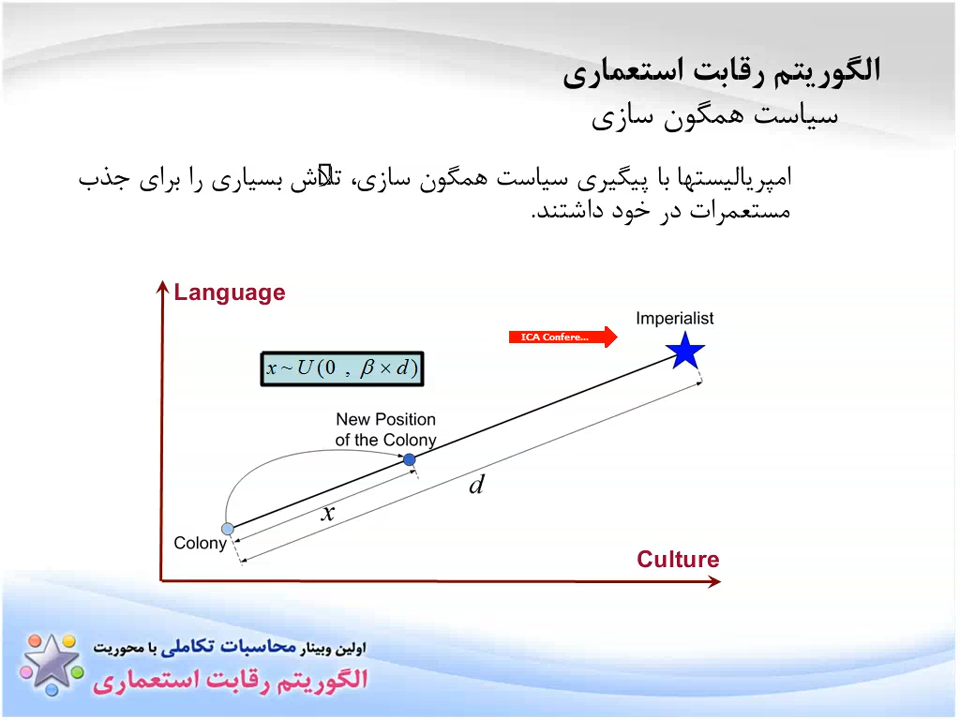 الگوریتم رقابت استعماری
سیاست همگون سازی
امپریالیستها با پیگیری سیاست همگون سازی، تلاش بسیاری را برای جذب
مستعمرات در خود داشتند.
Language
Imperialist
ICA Confere...
x ~ U (0 , β × d)
New Position
of the Colony
d
x
Colony
Culture
اولین وبینار محاسبات تکاملی با محوریت
الگوریتم رقابت استعماری